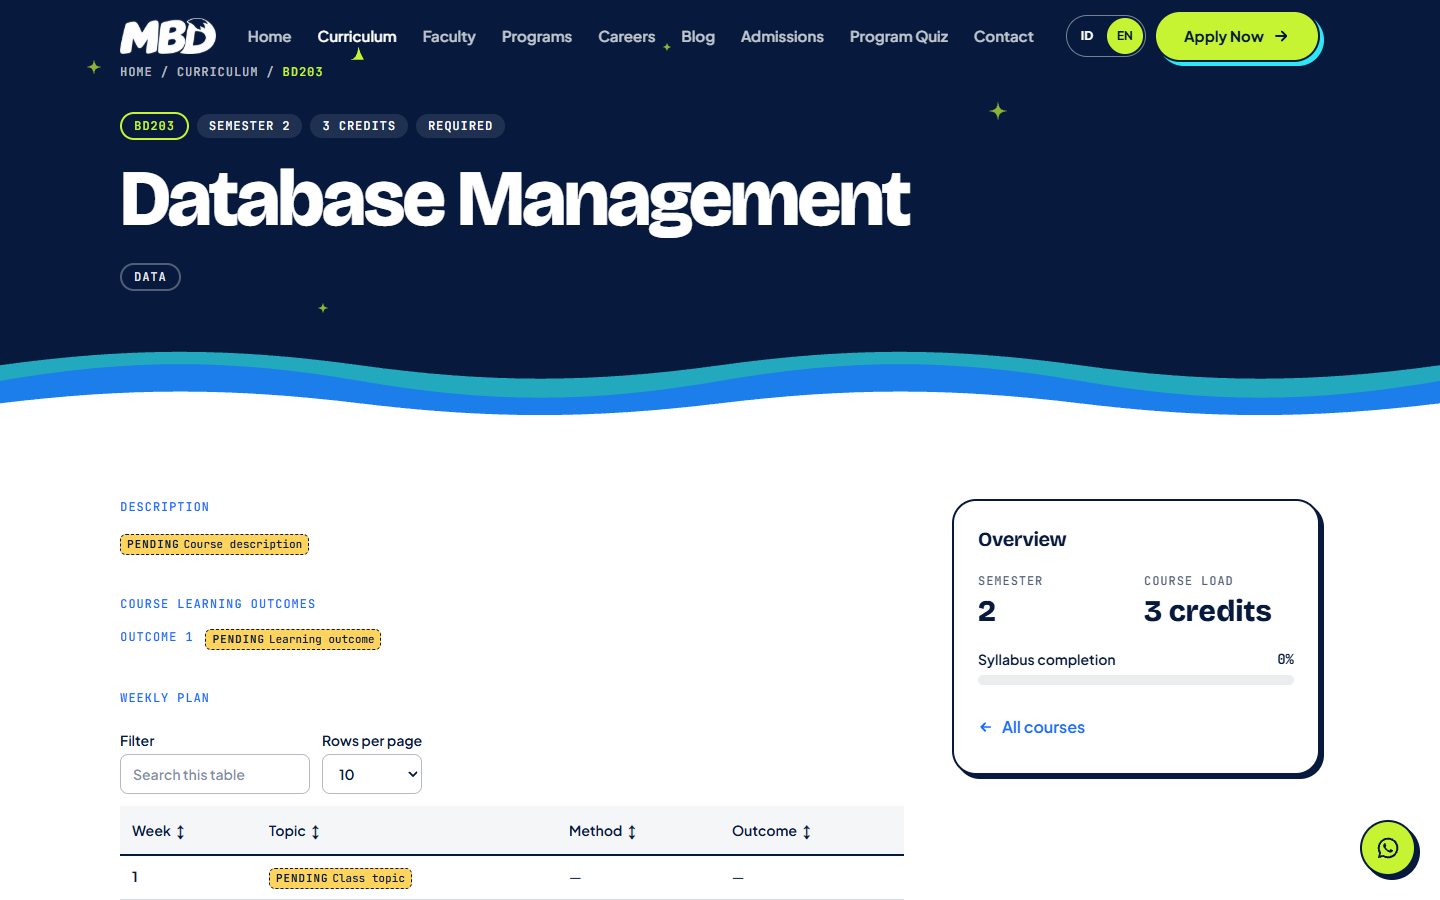 MBD Home Curriculum Faculty Programs Careers Blog Admissions Program Quiz Contact ID EN Apply Now →
HOME / CURRICULUM / BD203
BD203 SEMESTER 2 3 CREDITS REQUIRED
Database Management
DATA
DESCRIPTION
PENDING Course description
COURSE LEARNING OUTCOMES
OUTCOME 1 PENDING Learning outcome
WEEKLY PLAN
Filter Rows per page
Search this table 10
Week ↕ Topic ↕ Method ↕ Outcome ↕
1 PENDING Class topic — —
Overview
SEMESTER COURSE LOAD
2 3 credits
Syllabus completion 0%
← All courses